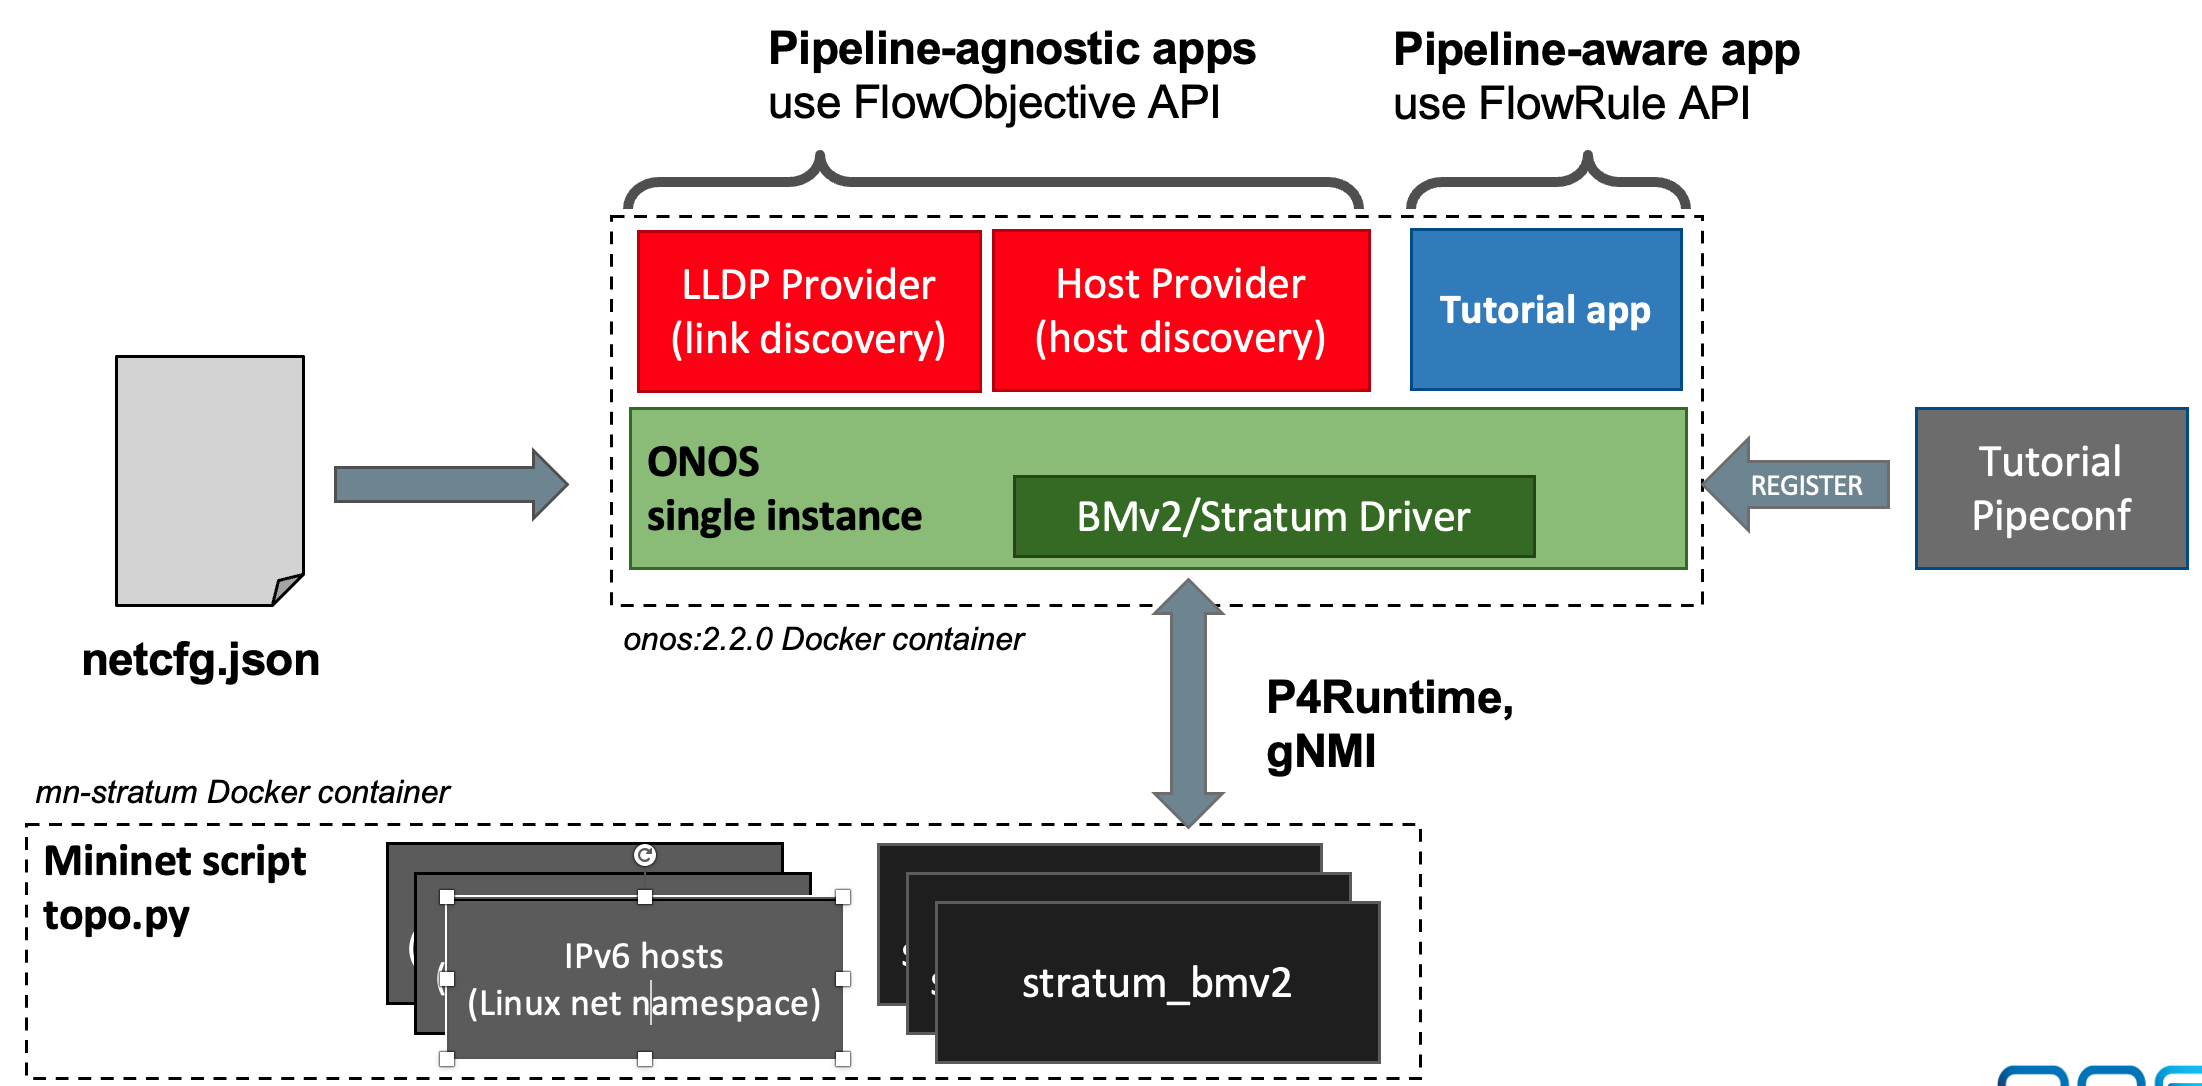 Pipeline-agnostic apps
use FlowObjective API
Pipeline-aware app
use FlowRule API
LLDP Provider
(link discovery)
Host Provider
(host discovery)
Tutorial app
ONOS
single instance
BMv2/Stratum Driver
REGISTER
Tutorial
Pipeconf
netcfg.json
onos:2.2.0 Docker container
P4Runtime,
gNMI
mn-stratum Docker container
Mininet script
topo.py
IPv6 hosts
(Linux net namespace)
stratum_bmv2